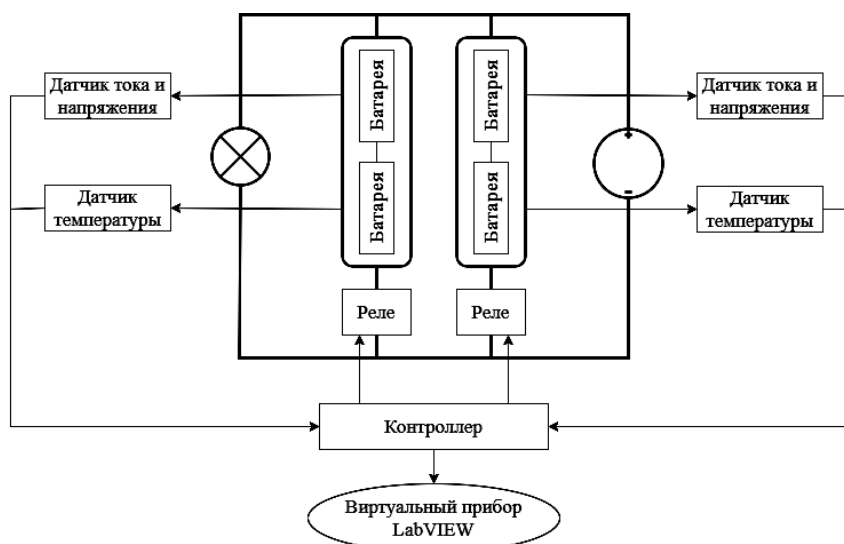 Датчик тока и
напряжения
Батарея
Батарея
Датчик тока и
напряжения
+
Датчик
температуры
Батарея
Батарея
-
Датчик
температуры
Реле
Реле
Контроллер
Виртуальный прибор
LabVIEW